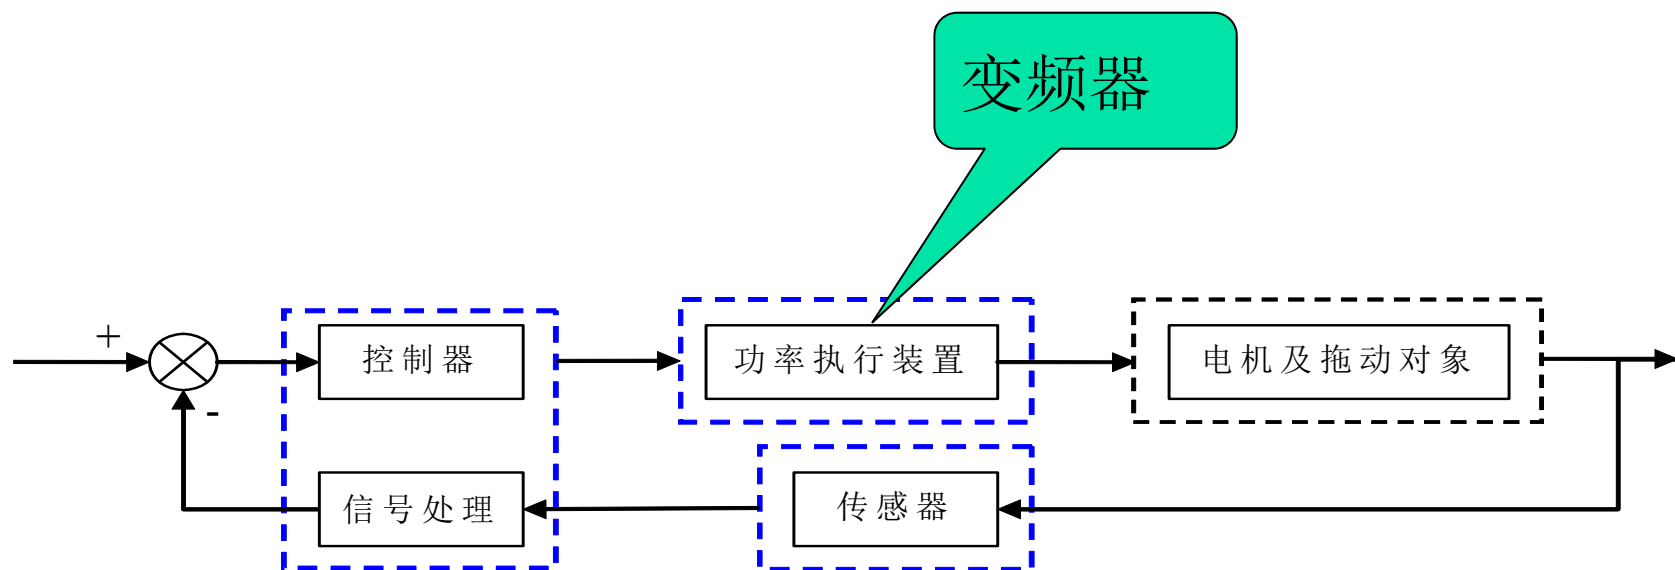 变频器
+
控制器
功率执行装置
电机及拖动对象
-
信号处理
传感器